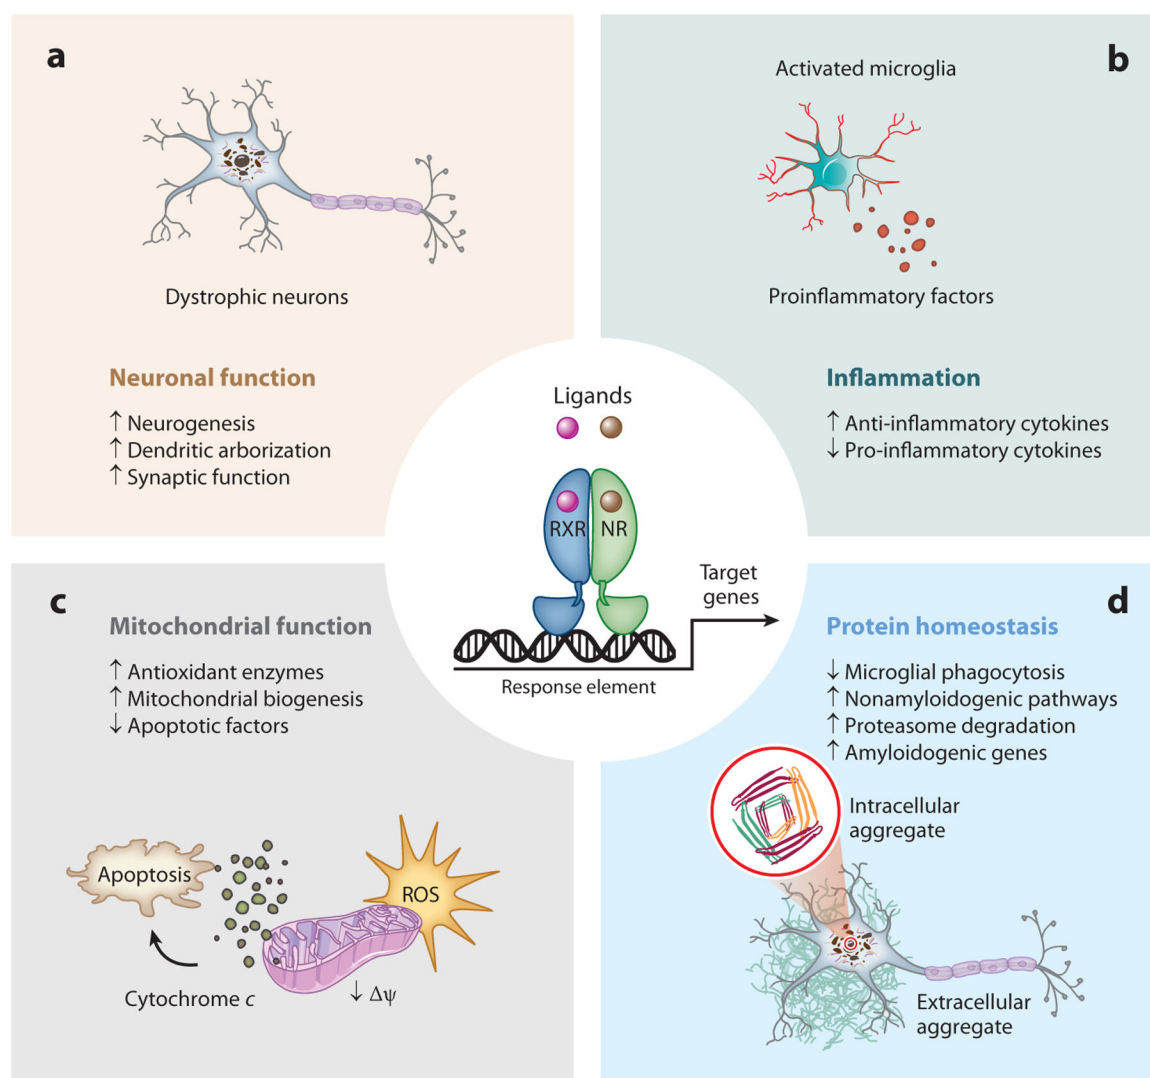 a
Dystrophic neurons
Neuronal function
↑ Neurogenesis
↑ Dendritic arborization
↑ Synaptic function
b
Activated microglia
Proinflammatory factors
Inflammation
↑ Anti-inflammatory cytokines
↓ Pro-inflammatory cytokines
Ligands
RXR NR
Target
genes
Response element
c
Mitochondrial function
↑ Antioxidant enzymes
↑ Mitochondrial biogenesis
↓ Apoptotic factors
Apoptosis
ROS
Cytochrome c
↓ Δψ
d
Protein homeostasis
↓ Microglial phagocytosis
↑ Nonamyloidogenic pathways
↑ Proteasome degradation
↑ Amyloidogenic genes
Intracellular
aggregate
Extracellular
aggregate